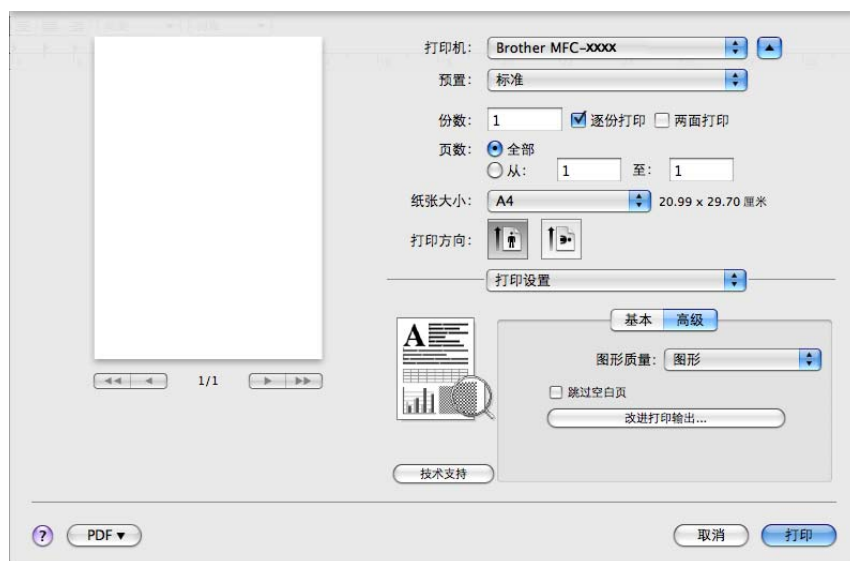 打印机: Brother MFC-xxxx
预置: 标准
份数: 1 逐份打印 两面打印
页数: 全部
从: 1 至: 1
纸张大小: A4 20.99 x 29.70 厘米
打印方向:
打印设置
基本 高级
图形质量: 图形
跳过空白页
改进打印输出...
A
技术支持
1/1
? PDF▼ 取消 打印